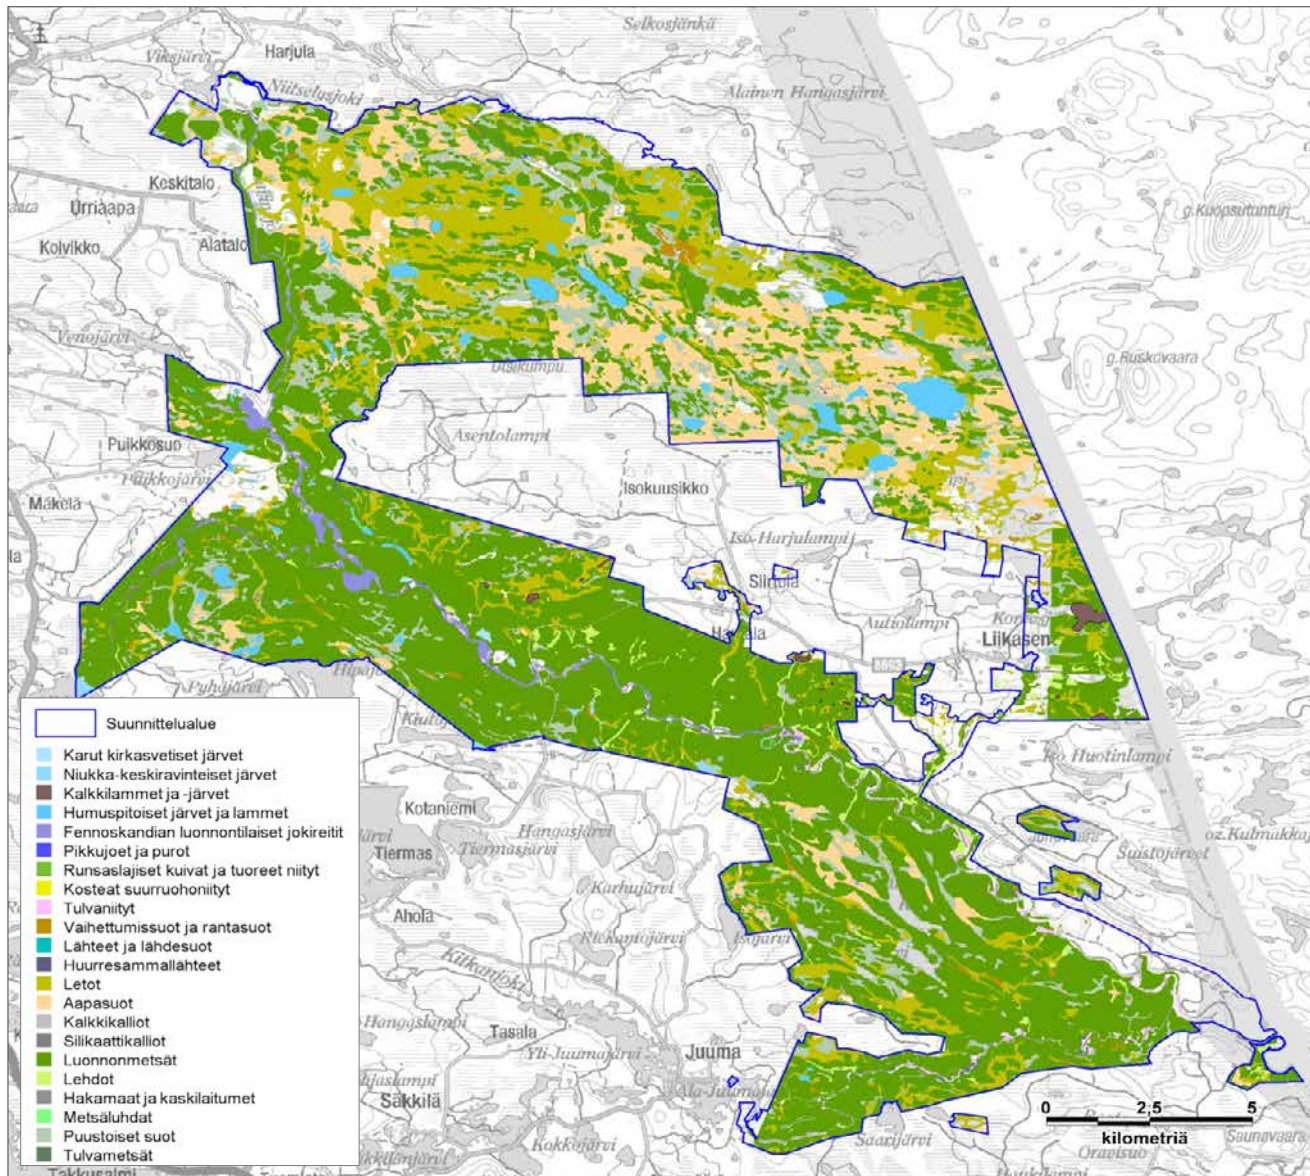 Selkosjänkä
Harjula
Viksjärvi
Niitselysjoki
Alainen Hangasjärvi
Keskitalo
Urriaapa
Kolvikko
Alatalo
g.Kuopsutunturi
Venojärvi
g.Ruskovaara
Utsikumpu
Asentolampi
Puikkosuo
Puikkojärvi
Mäkelä
Isokuusikko
Iso Harjulampi
Siirtola
Autiolampi
Liikasen
8693
Pyhäjärvi
Iso Huotinlampi
Kotaniemi
Hangasjärvi
Tiermas
Tiermasjärvi
Suistojärvet
oz.Kulmakka
Karhujärvi
Ahola
Rickamojärvi
Isojärvi
Kitkanjoki
Hangaslampi
Tasala
Yli-Juumajärvi
Juuma
Säkkilä
Kokkojärvi
Saarijärvi
Oravisuo
Saunavaara
Takkusalmi
Suunnittelualue
Karut kirkasvetiset järvet
Niukka-keskiravinteiset järvet
Kalkkilammet ja -järvet
Humuspitoiset järvet ja lammet
Fennoskandian luonnontilaiset jokireitit
Pikkujoet ja purot
Runsaslajiset kuivat ja tuoreet niityt
Kosteat suurruohoniityt
Tulvaniityt
Vaihettumissuot ja rantasuot
Lähteet ja lähdesuot
Huurresammallähteet
Letot
Aapasuot
Kalkkikalliot
Silikaattikalliot
Luonnonmetsät
Lehdot
Hakamaat ja kaskilaitumet
Metsäluhdat
Puustoiset suot
Tulvametsät
0 2,5 5
kilometriä